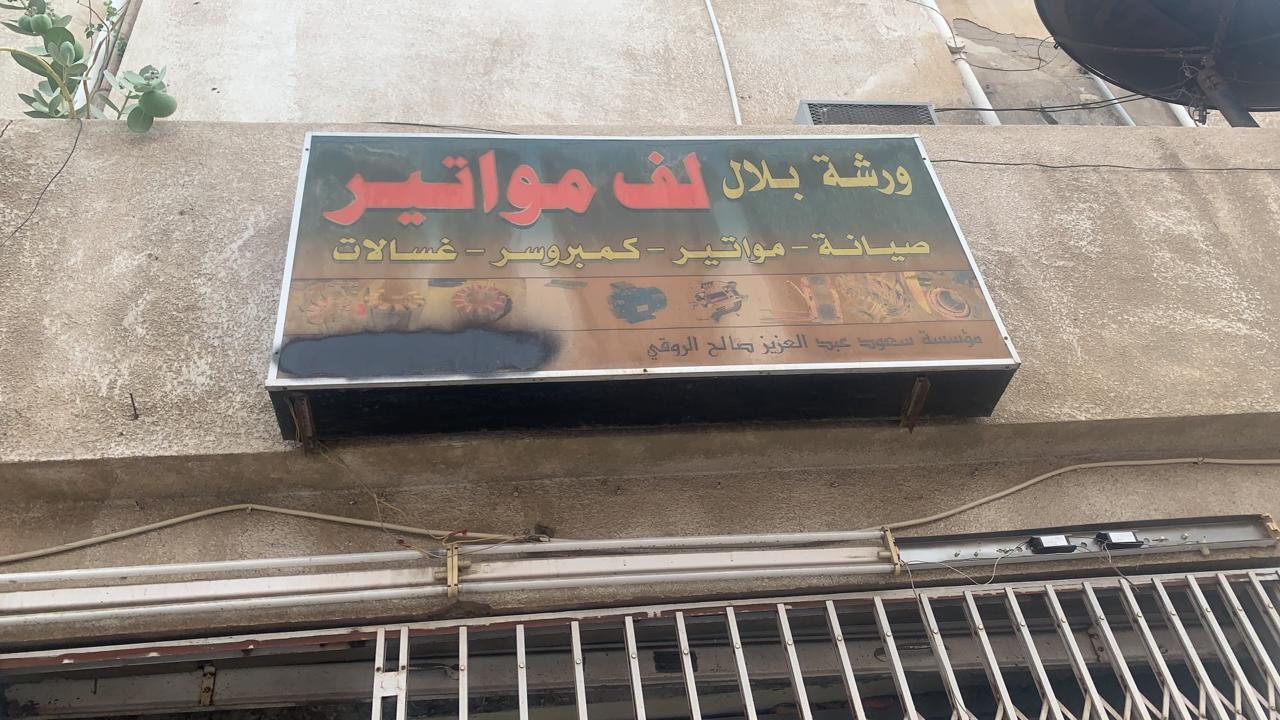 ورشة بلال لف مواتير
صيانة - مواتير - كمبروسر - غسالات
مؤسسة سعود عبد العزيز صالح الروقي